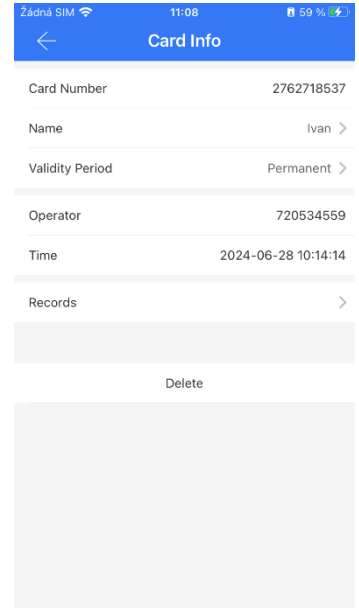 Žádná SIM 11:08 59 %
Card Info
Card Number 2762718537
Name Ivan
Validity Period Permanent
Operator 720534559
Time 2024-06-28 10:14:14
Records
Delete